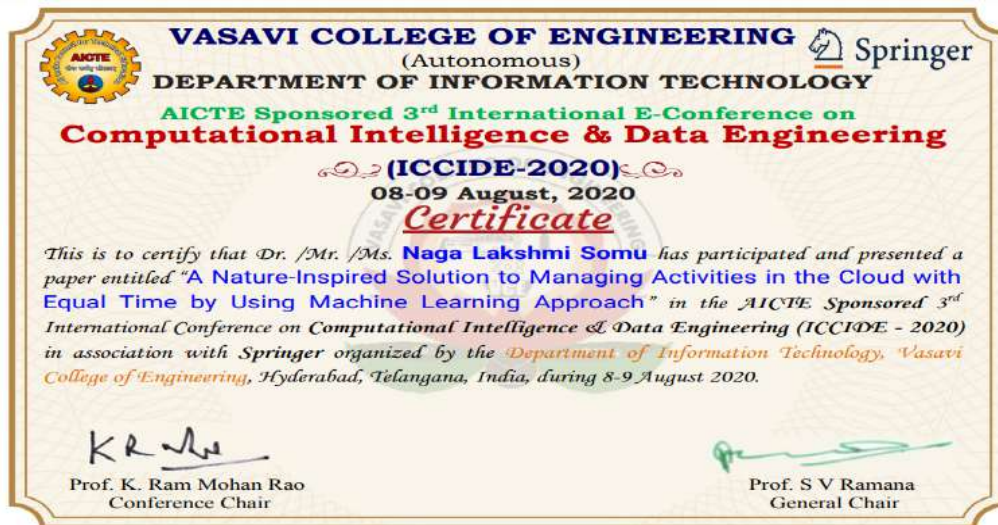 VASAVI COLLEGE OF ENGINEERING
Springer
AICTE
(Autonomous)
DEPARTMENT OF INFORMATION TECHNOLOGY
AICTE Sponsored 3rd International E-Conference on
Computational Intelligence & Data Engineering
(ICCIDE-2020)
08-09 August, 2020
Certificate
This is to certify that Dr. /Mr. /Ms. Naga Lakshmi Somu has participated and presented a
paper entitled "A Nature-Inspired Solution to Managing Activities in the Cloud with
Equal Time by Using Machine Learning Approach" in the AICTE Sponsored 3rd
International Conference on Computational Intelligence & Data Engineering (ICCIDE - 2020)
in association with Springer organized by the Department of Information Technology, Vasavi
College of Engineering, Hyderabad, Telangana, India, during 8-9 August 2020.
Prof. K. Ram Mohan Rao
Conference Chair
Prof. S V Ramana
General Chair